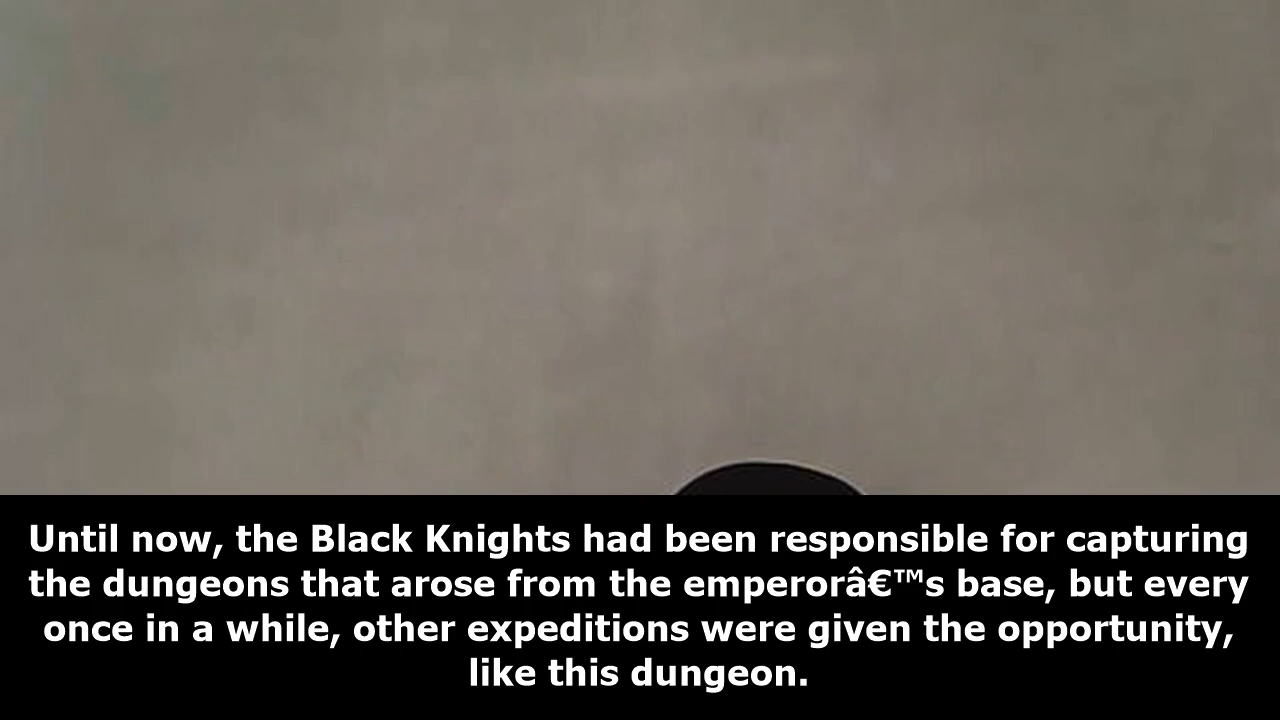 Until now, the Black Knights had been responsible for capturing
the dungeons that arose from the emperorâ€™s base, but every
once in a while, other expeditions were given the opportunity,
like this dungeon.